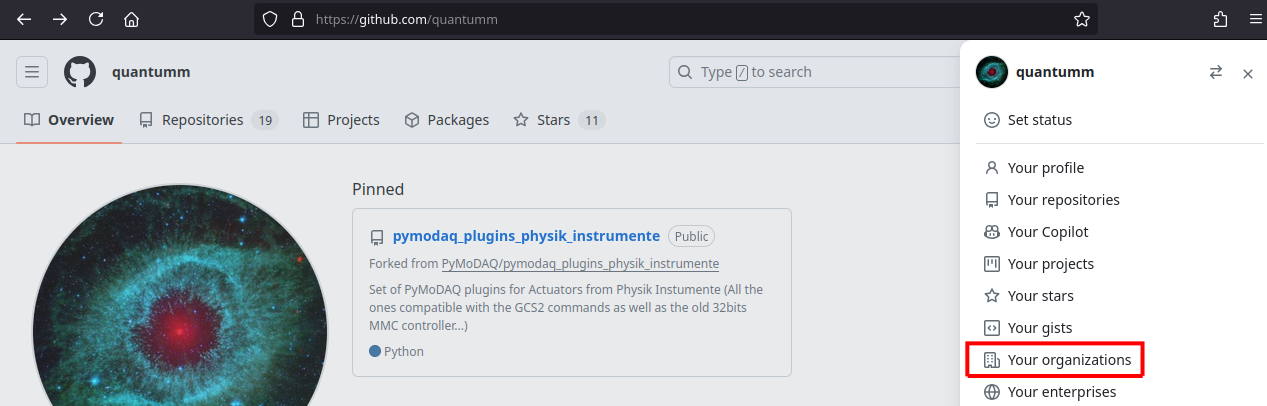 https://github.com/quantumm
quantumm
Type / to search
Overview
Repositories 19
Projects
Packages
Stars 11
Pinned
pymodaq_plugins_physik_instrumente Public
Forked from PyMoDAQ/pymodaq_plugins_physik_instrumente
Set of PyMoDAQ plugins for Actuators from Physik Instumente (All the
ones compatible with the GCS2 commands as well as the old 32bits
MMC controller...)
Python
quantumm
Set status
Your profile
Your repositories
Your Copilot
Your projects
Your stars
Your gists
Your organizations
Your enterprises